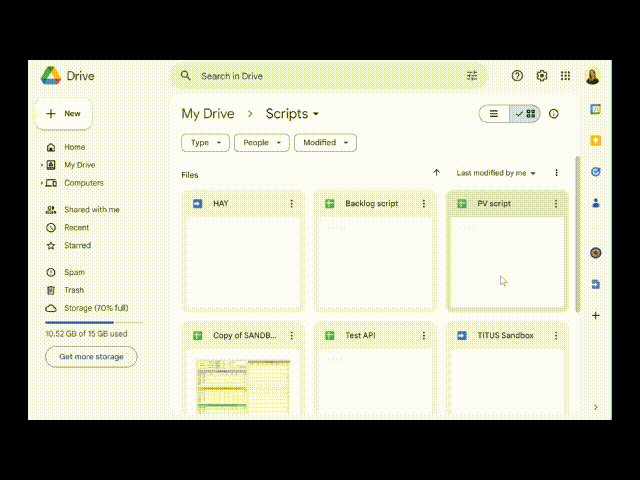 Drive
Search in Drive
New
My Drive > Scripts
Type
People
Modified
Home
My Drive
Computers
Files
Last modified by me
Shared with me
Recent
Starred
HAY
Backlog script
PV script
Spam
Trash
Storage (70% full)
10.52 GB of 15 GB used
Get more storage
Copy of SANDB...
Test API
TITUS Sandbox